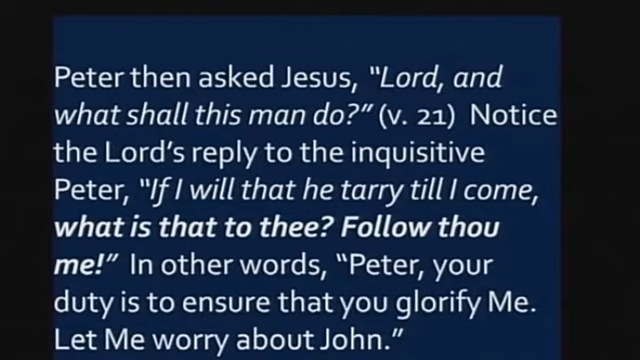 Peter then asked Jesus, “Lord, and
what shall this man do?” (v. 21)  Notice
the Lord’s reply to the inquisitive
Peter, “If I will that he tarry till I come,
what is that to thee? Follow thou
me!”  In other words, “Peter, your
duty is to ensure that you glorify Me.
Let Me worry about John.”